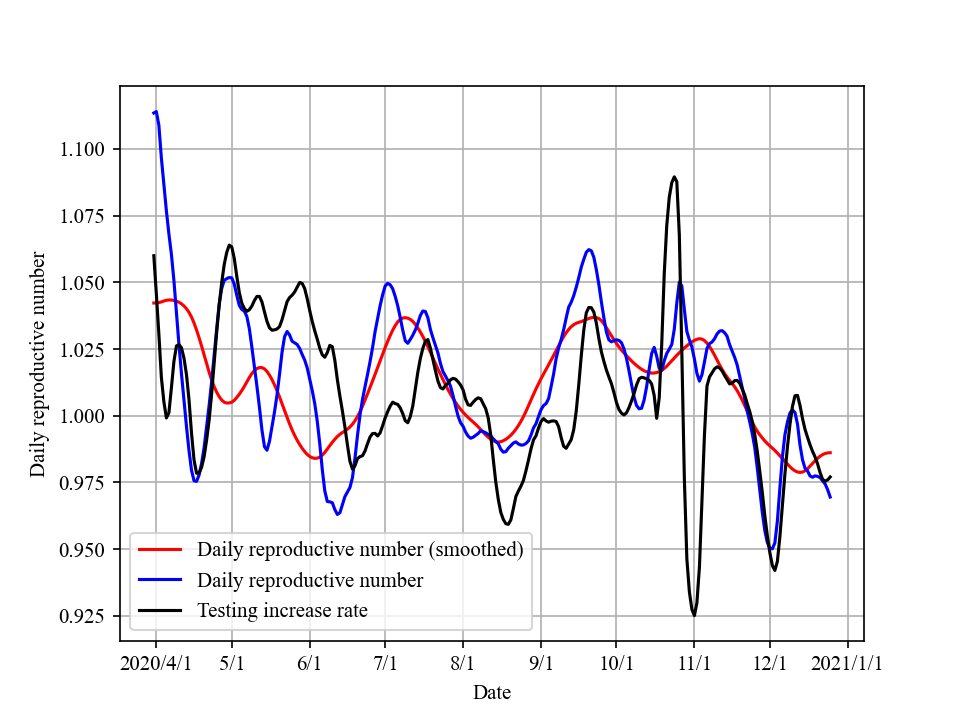 1.100
1.075
1.050
1.025
1.000
0.975
0.950
0.925
Daily reproductive number
Daily reproductive number (smoothed)
Daily reproductive number
Testing increase rate
2020/4/1 5/1 6/1 7/1 8/1 9/1 10/1 11/1 12/1 2021/1/1
Date